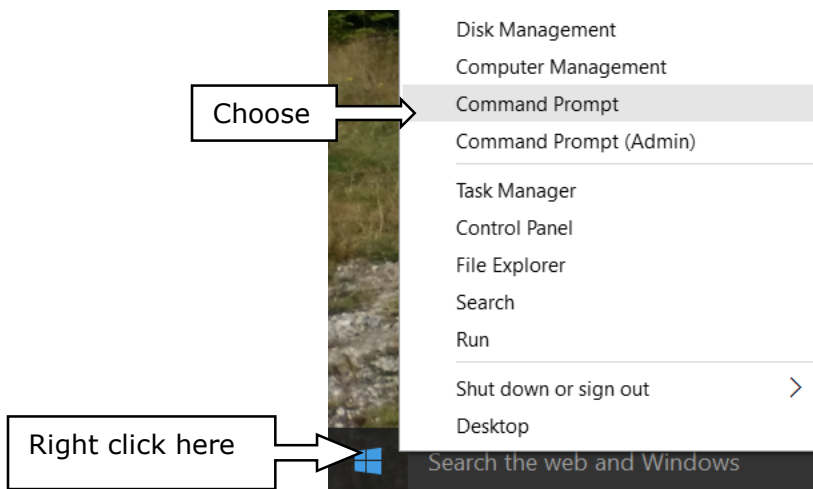 Disk Management
Computer Management
Choose
Command Prompt
Command Prompt (Admin)
Task Manager
Control Panel
File Explorer
Search
Run
Shut down or sign out
Desktop
Right click here
Search the web and Windows